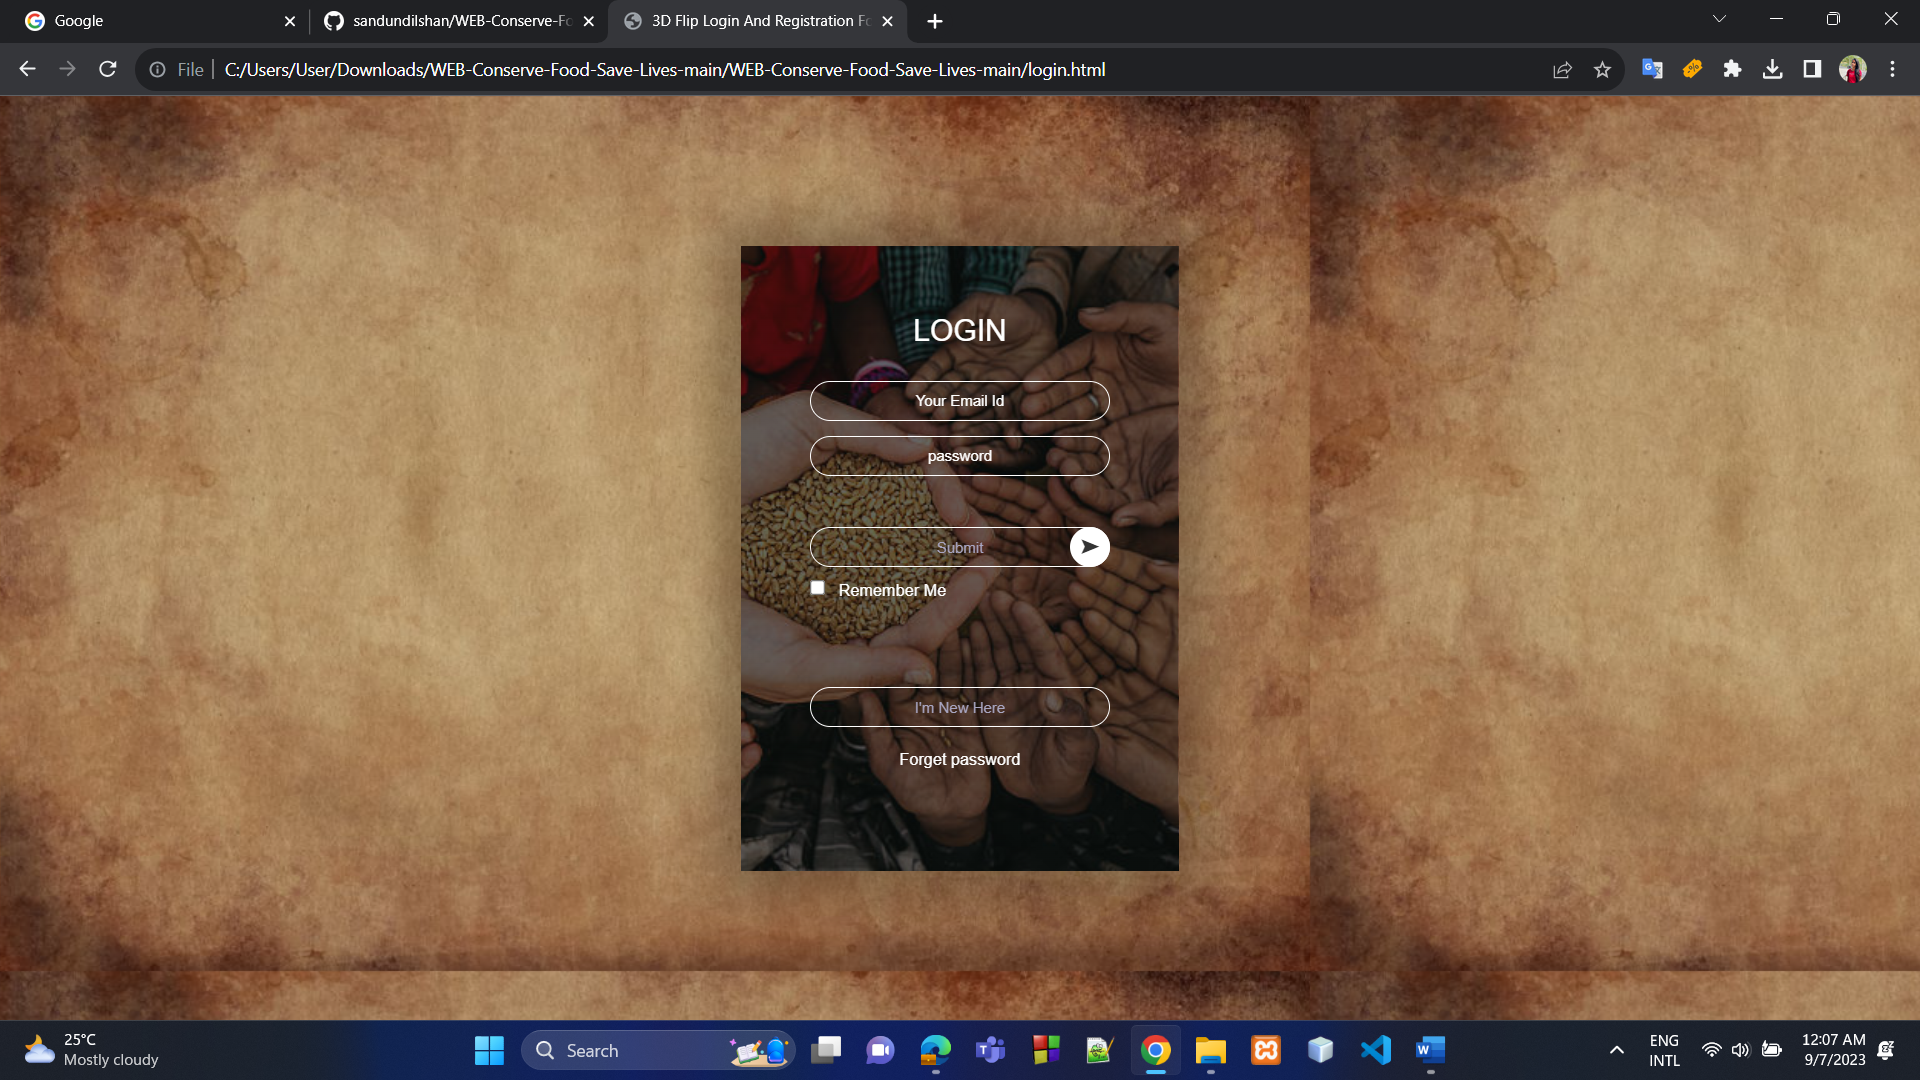 Google
sandundilshan/WEB-Conserve-Fo
3D Flip Login And Registration Fo
File
C:/Users/User/Downloads/WEB-Conserve-Food-Save-Lives-main/WEB-Conserve-Food-Save-Lives-main/login.html
LOGIN
Your Email Id
password
Submit
Remember Me
I'm New Here
Forget password
25°C
Mostly cloudy
Search
ENG
INTL
12:07 AM
9/7/2023